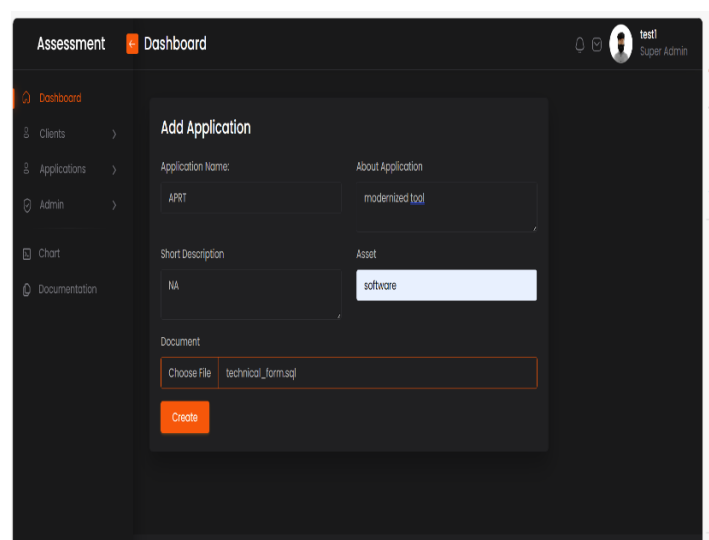 Assessment
Dashboard
test1
Super Admin
Dashboard
Clients
Applications
Admin
Chart
Documentation
Add Application
Application Name:
About Application
APRT
modernized tool
Short Description
Asset
NA
software
Document
Choose File technical_form.sql
Create